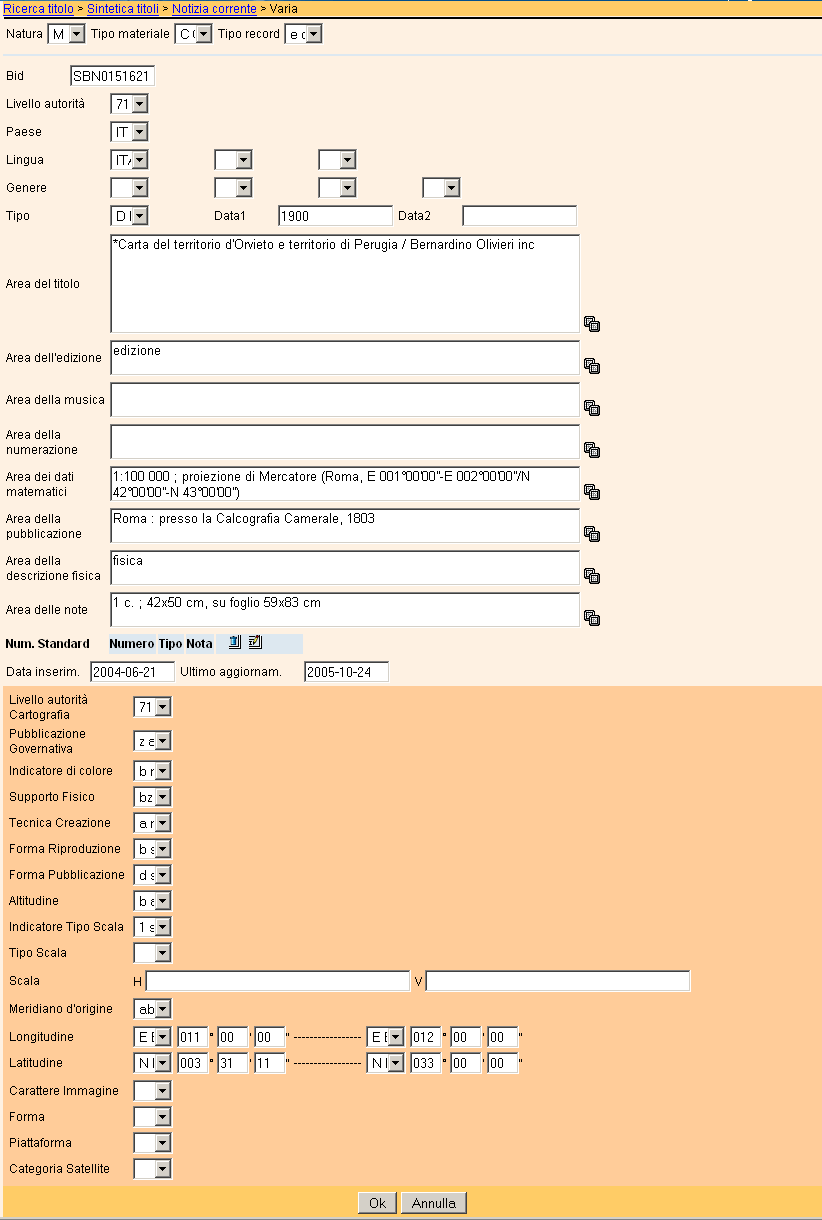 Ricerca titolo > Sintetica titoli > Notizia corrente > Varia
Natura M Tipo materiale C Tipo record e
Bid SBN0151621
Livello autorità 71
Paese IT
Lingua IT
Genere
Tipo D Data1 1900 Data2
Area del titolo *Carta del territorio d'Orvieto e territorio di Perugia / Bernardino Olivieri inc
Area dell'edizione edizione
Area della musica
Area della
numerazione
Area dei dati
matematici
1:100 000 ; proiezione di Mercatore (Roma, E 001°00'00"-E 002°00'00"/N
42°00'00"-N 43°00'00")
Area della
pubblicazione
Roma : presso la Calcografia Camerale, 1803
Area della
descrizione fisica
fisica
Area delle note 1 c. ; 42x50 cm, su foglio 59x83 cm
Num. Standard Numero Tipo Nota
Data inserim. 2004-06-21 Ultimo aggiornam. 2005-10-24
Livello autorità
Cartografia
71
Pubblicazione
Governativa
z
Indicatore di colore b
Supporto Fisico bz
Tecnica Creazione a
Forma Riproduzione b
Forma Pubblicazione d
Altitudine b
Indicatore Tipo Scala 1
Tipo Scala
Scala H V
Meridiano d'origine ab
Longitudine E 011 ° 00 ' 00 " ---------------- E 012 ° 00 ' 00 "
Latitudine N 003 ° 31 ' 11 " ---------------- N 033 ° 00 ' 00 "
Carattere Immagine
Forma
Piattaforma
Categoria Satellite
Ok Annulla